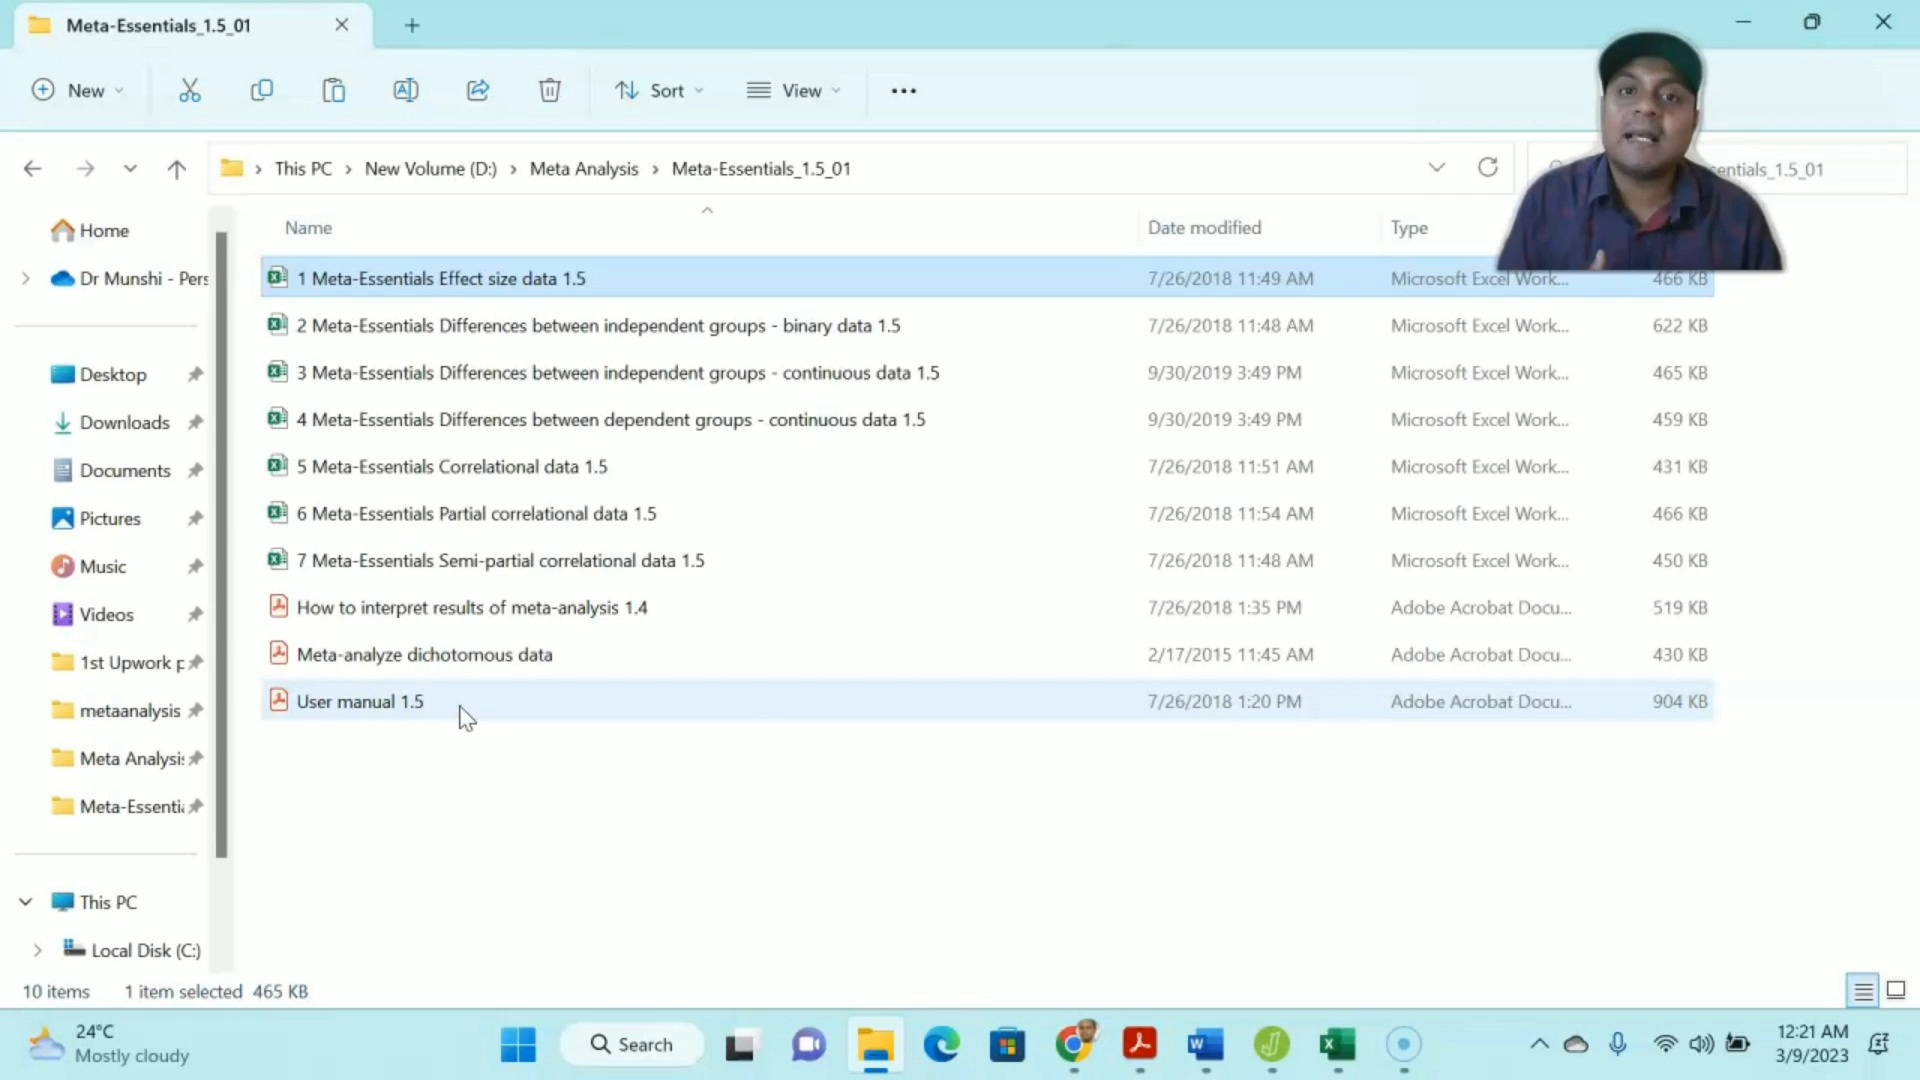 Meta-Essentials_1.5_01
New
Sort
View
This PC > New Volume (D:) > Meta Analysis > Meta-Essentials_1.5_01
entials_1.5_01
Home
Dr Munshi - Pers
Desktop
Downloads
Documents
Pictures
Music
Videos
1st Upwork p
metaanalysis
Meta Analysis
Meta-Essentia
This PC
Local Disk (C:)
Name Date modified Type
1 Meta-Essentials Effect size data 1.5 7/26/2018 11:49 AM Microsoft Excel Work... 466 KB
2 Meta-Essentials Differences between independent groups - binary data 1.5 7/26/2018 11:48 AM Microsoft Excel Work... 622 KB
3 Meta-Essentials Differences between independent groups - continuous data 1.5 9/30/2019 3:49 PM Microsoft Excel Work... 465 KB
4 Meta-Essentials Differences between dependent groups - continuous data 1.5 9/30/2019 3:49 PM Microsoft Excel Work... 459 KB
5 Meta-Essentials Correlational data 1.5 7/26/2018 11:51 AM Microsoft Excel Work... 431 KB
6 Meta-Essentials Partial correlational data 1.5 7/26/2018 11:54 AM Microsoft Excel Work... 466 KB
7 Meta-Essentials Semi-partial correlational data 1.5 7/26/2018 11:48 AM Microsoft Excel Work... 450 KB
How to interpret results of meta-analysis 1.4 7/26/2018 1:35 PM Adobe Acrobat Docu... 519 KB
Meta-analyze dichotomous data 2/17/2015 11:45 AM Adobe Acrobat Docu... 430 KB
User manual 1.5 7/26/2018 1:20 PM Adobe Acrobat Docu... 904 KB
10 items 1 item selected 465 KB
24°C
Mostly cloudy
Search
12:21 AM
3/9/2023